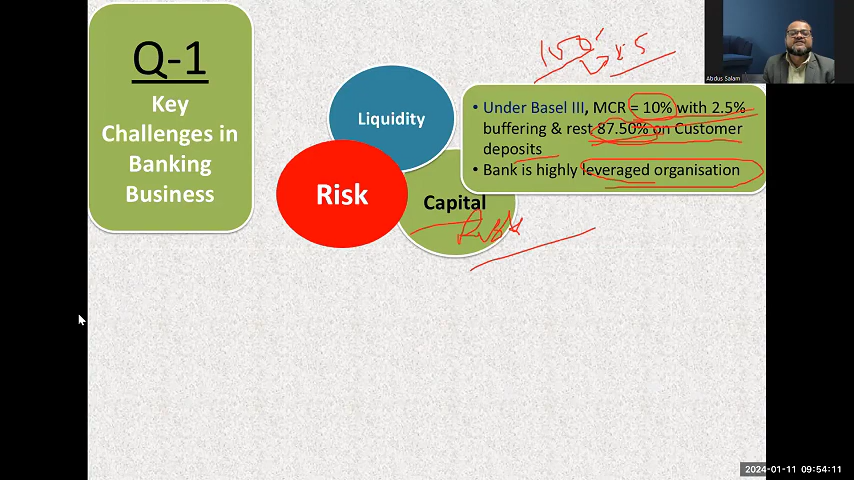 Q-1
Key
Challenges in
Banking
Business
Liquidity
Risk
Capital
• Under Basel III, MCR = 10% with 2.5%
buffering & rest 87.50% on Customer
deposits
• Bank is highly leveraged organisation
Risk
Abdus Salam
2024-01-11 09:54:11